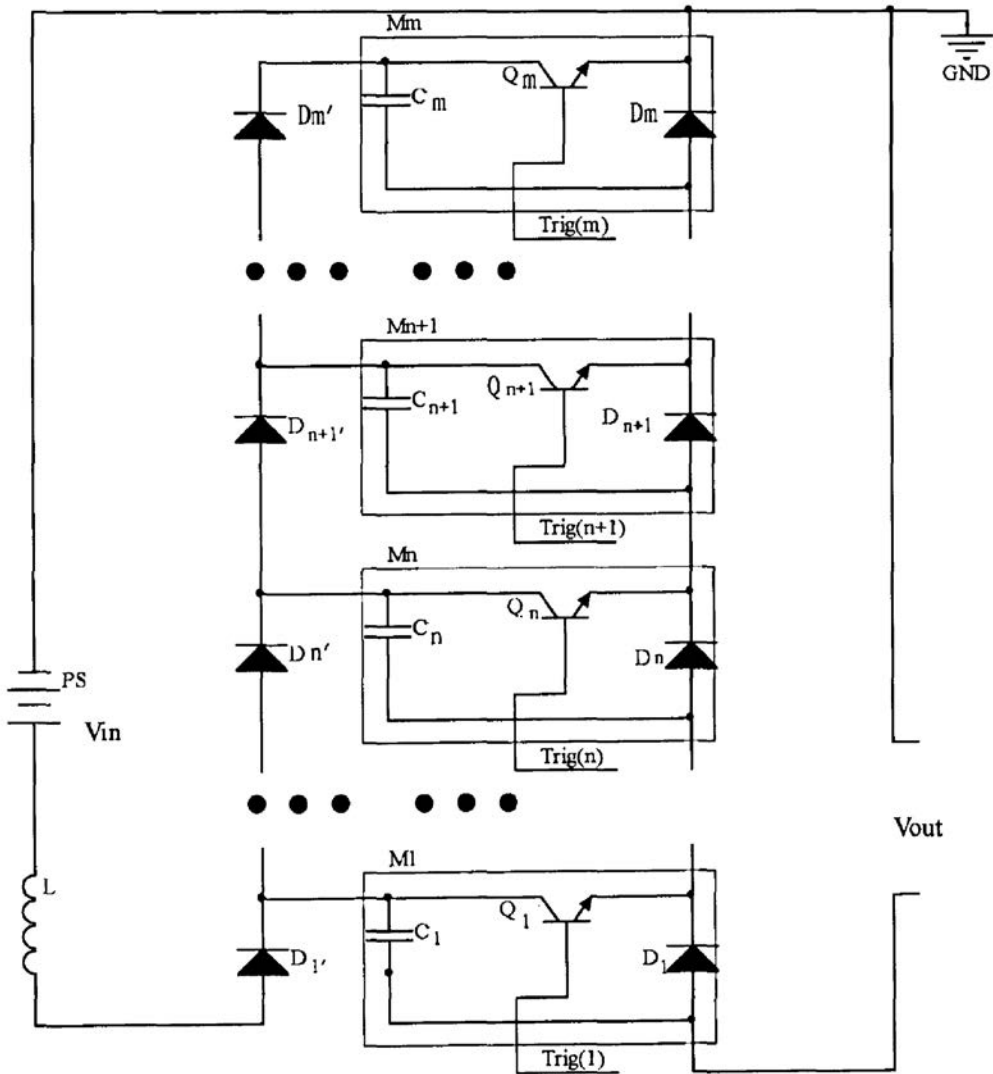 Mm
GND
Qm
Cm
Dm'
Dm
Trig(m)
Mn+1
Qn+1
Cn+1
Dn+1'
Dn+1
Trig(n+1)
Mn
Qn
Cn
Dn'
Dn
PS
Vin
Trig(n)
Vout
M1
L
Q1
C1
D1'
D1
Trig(1)